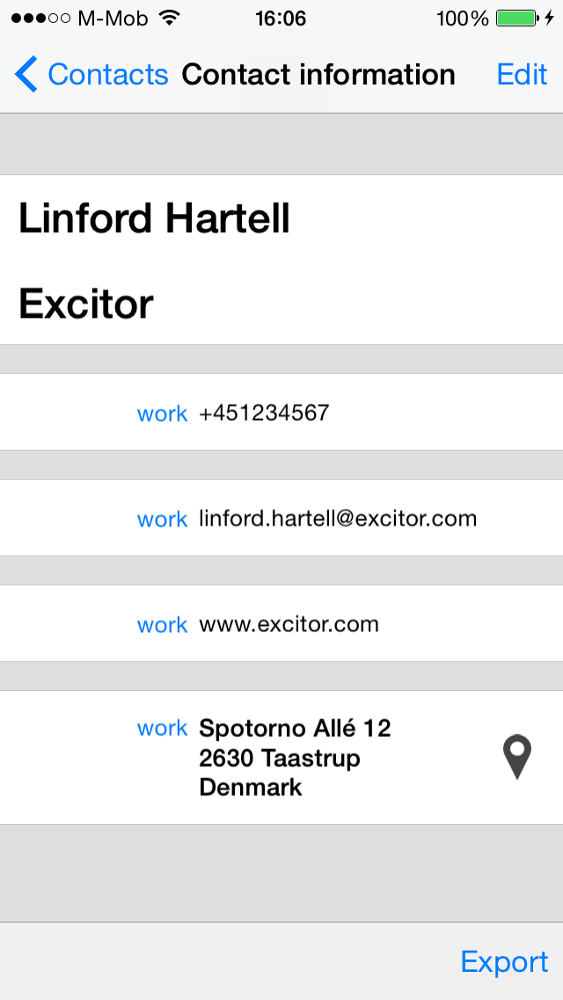 M-Mob 16:06 100%
Contacts Contact information Edit
Linford Hartell
Excitor
work +451234567
work linford.hartell@excitor.com
work www.excitor.com
work Spotorno Allé 12
2630 Taastrup
Denmark
Export